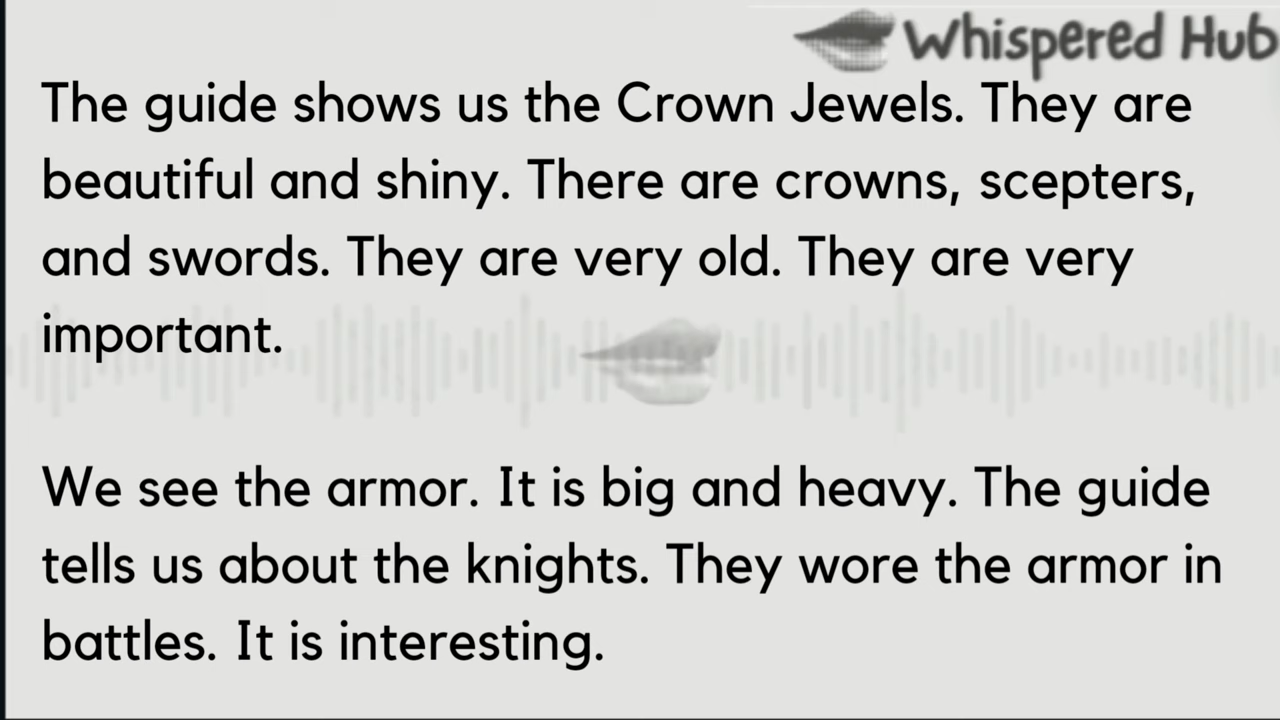 Whispered Hub
The guide shows us the Crown Jewels. They are
beautiful and shiny. There are crowns, scepters,
and swords. They are very old. They are very
important.
We see the armor. It is big and heavy. The guide
tells us about the knights. They wore the armor in
battles. It is interesting.